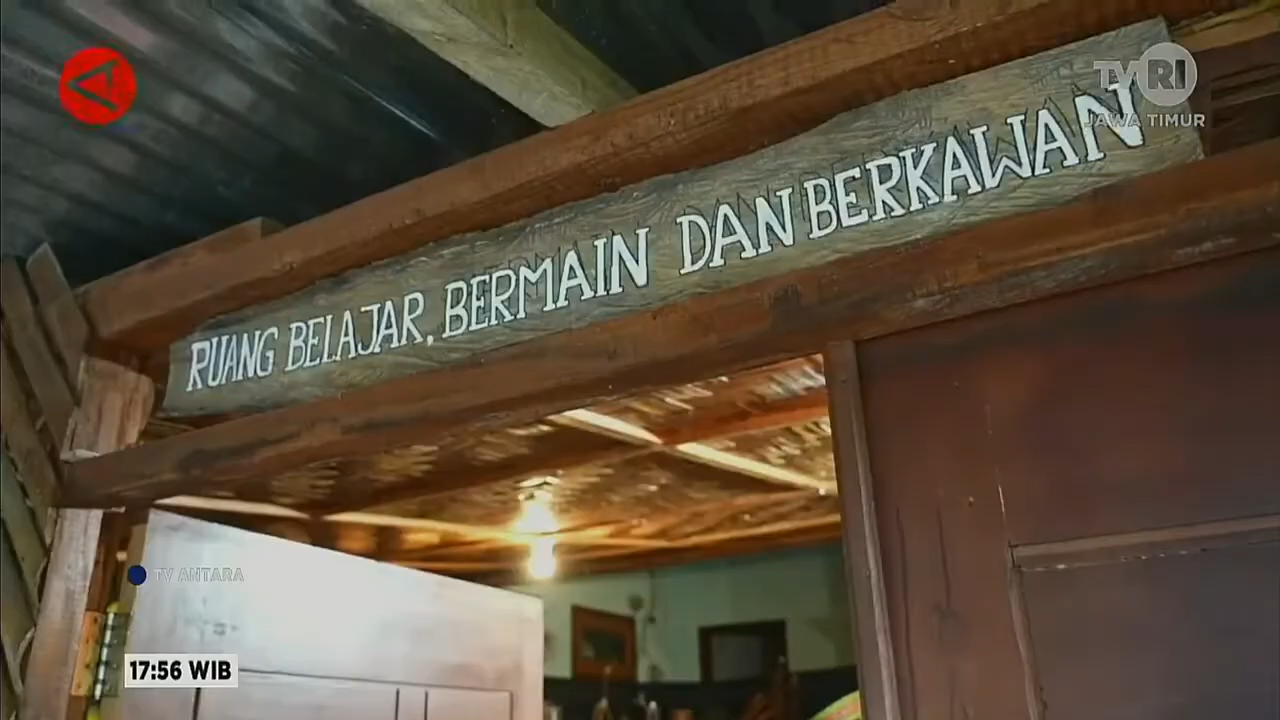 TVRI
JAWA TIMUR
RUANG BELAJAR, BERMAIN DAN BERKAWAN
TV ANTARA
17:56 WIB